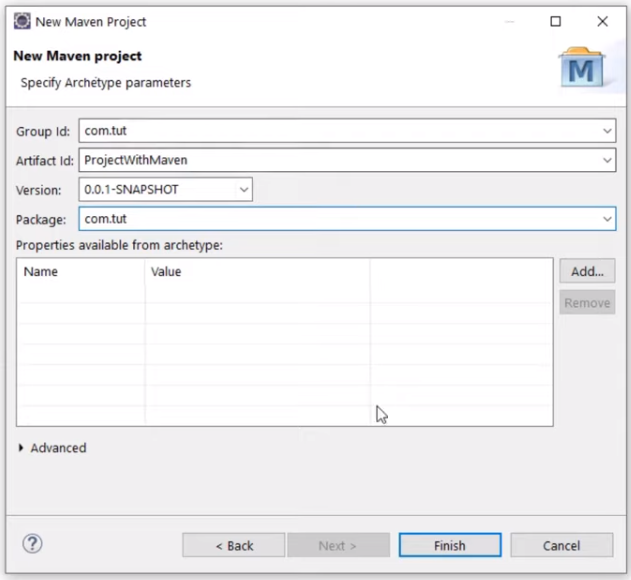 New Maven Project
New Maven project
Specify Archetype parameters
M
Group Id: com.tut
Artifact Id: ProjectWithMaven
Version: 0.0.1-SNAPSHOT
Package: com.tut
Properties available from archetype:
Name Value
Add...
Remove
Advanced
? < Back Next > Finish Cancel